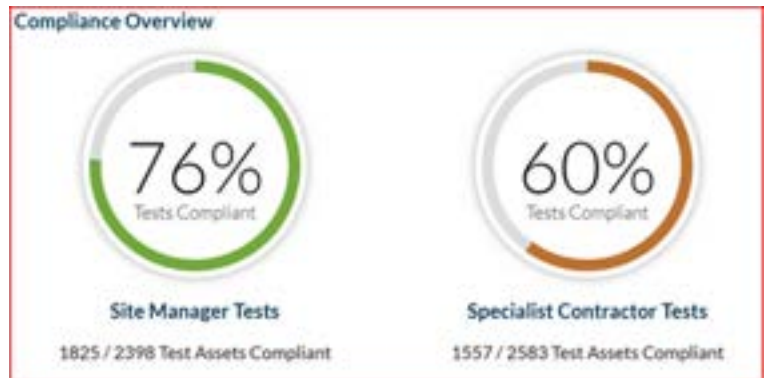 Compliance Overview
76%
Tests Compliant
60%
Tests Compliant
Site Manager Tests
1825 / 2398 Test Assets Compliant
Specialist Contractor Tests
1557 / 2583 Test Assets Compliant